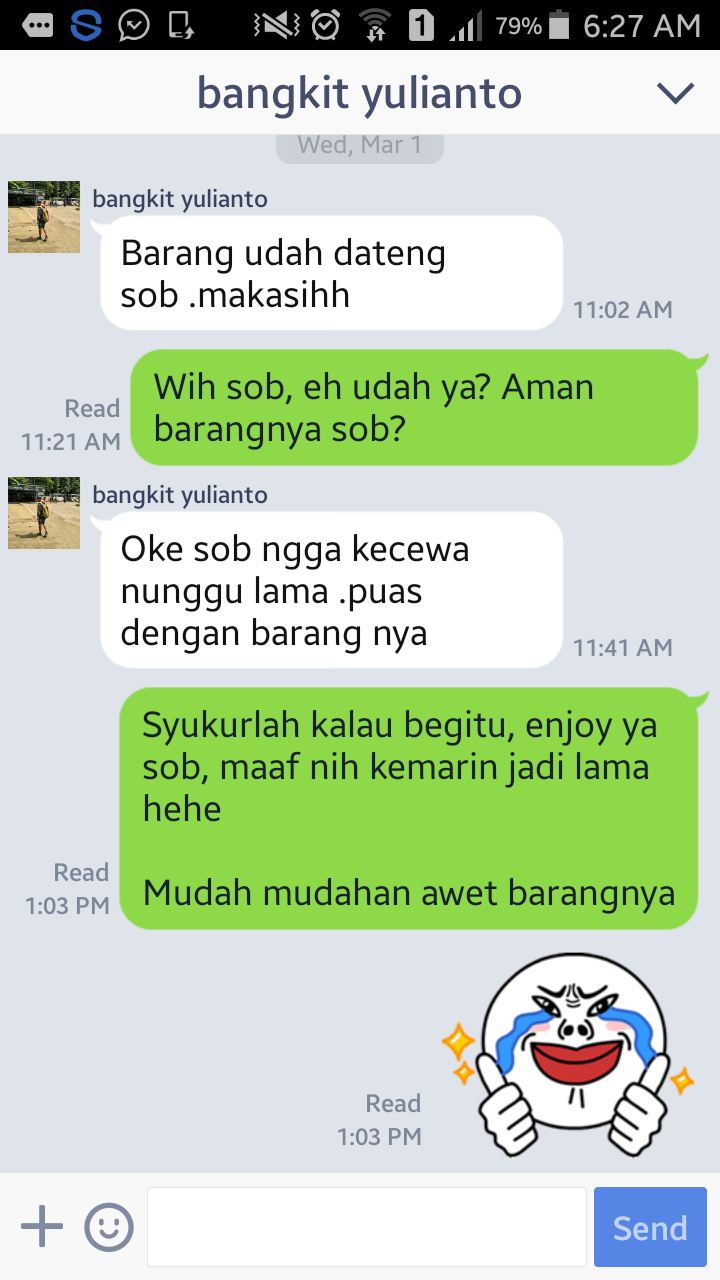 79% 6:27 AM
bangkit yulianto
Wed, Mar 1
bangkit yulianto
Barang udah dateng
sob .makasihh
11:02 AM
Wih sob, eh udah ya? Aman
barangnya sob?
Read
11:21 AM
bangkit yulianto
Oke sob ngga kecewa
nunggu lama .puas
dengan barang nya
11:41 AM
Syukurlah kalau begitu, enjoy ya
sob, maaf nih kemarin jadi lama
hehe
Mudah mudahan awet barangnya
Read
1:03 PM
Read
1:03 PM
Send